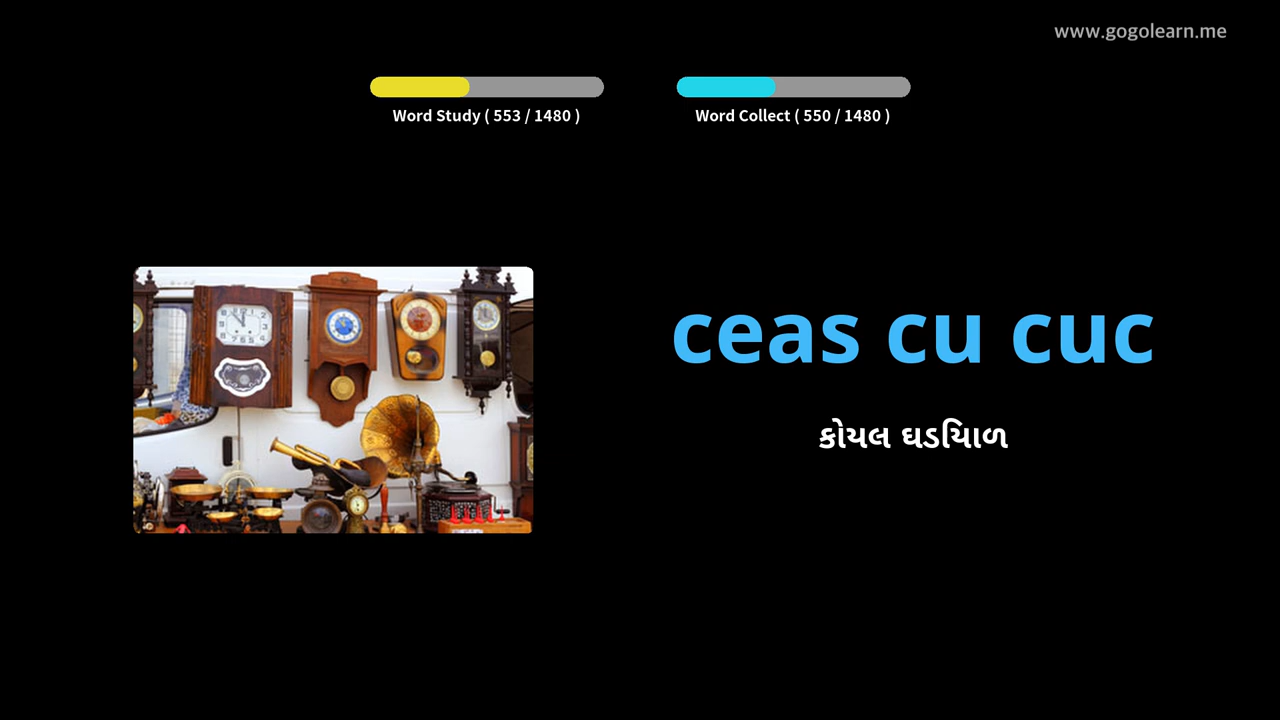 www.gogolearn.me
Word Study ( 553 / 1480 )
Word Collect ( 550 / 1480 )
ceas cu cuc
કોયલ ઘડિયાળ